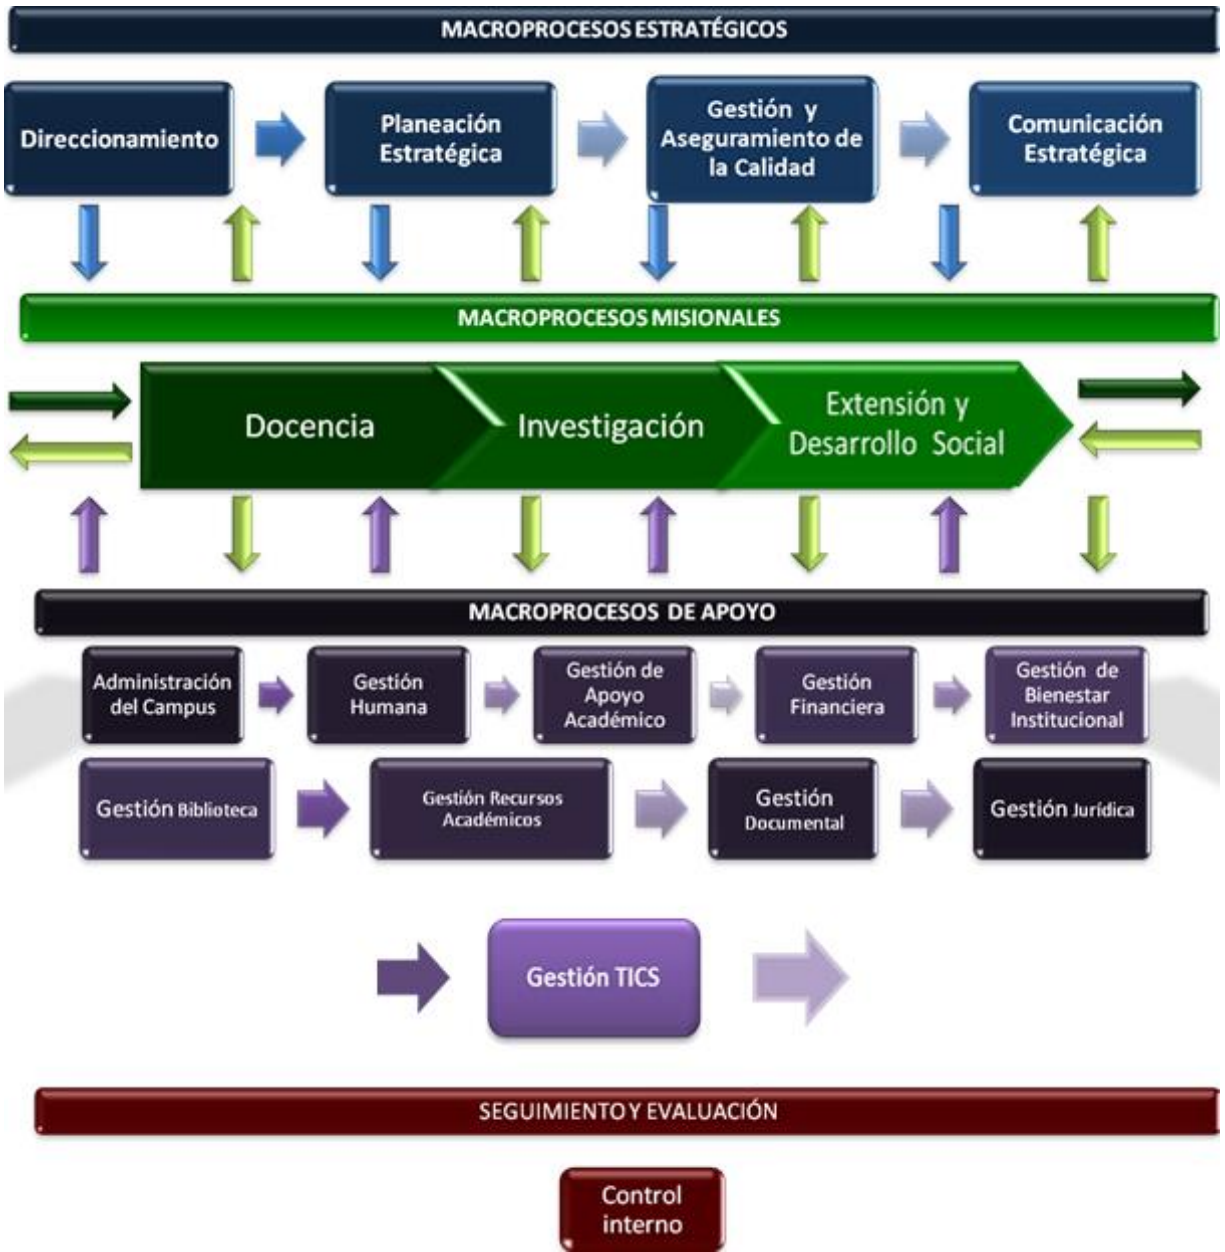 MACROPROCESOS ESTRATÉGICOS
Direccionamiento
Planeación
Estratégica
Gestión y
Aseguramiento de
la Calidad
Comunicación
Estratégica
MACROPROCESOS MISIONALES
Docencia
Investigación
Extensión y
Desarrollo Social
MACROPROCESOS DE APOYO
Administración
del Campus
Gestión
Humana
Gestión de
Apoyo
Académico
Gestión
Financiera
Gestión de
Bienestar
Institucional
Gestión Biblioteca
Gestión Recursos
Académicos
Gestión
Documental
Gestión Jurídica
Gestión TICS
SEGUIMIENTO Y EVALUACIÓN
Control
interno